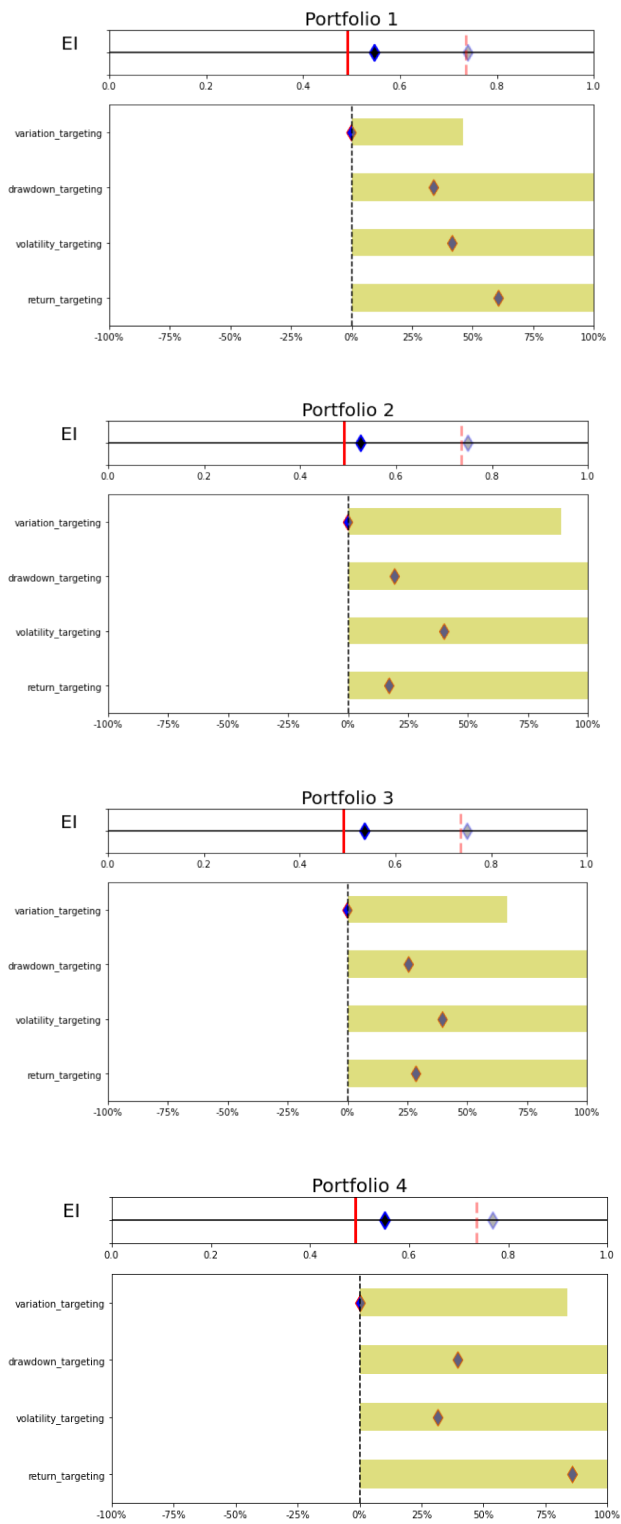 Portfolio 1
EI
0.0 0.2 0.4 0.6 0.8 1.0
variation_targeting
drawdown_targeting
volatility_targeting
return_targeting
-100% -75% -50% -25% 0% 25% 50% 75% 100%
Portfolio 2
EI
0.0 0.2 0.4 0.6 0.8 1.0
variation_targeting
drawdown_targeting
volatility_targeting
return_targeting
-100% -75% -50% -25% 0% 25% 50% 75% 100%
Portfolio 3
EI
0.0 0.2 0.4 0.6 0.8 1.0
variation_targeting
drawdown_targeting
volatility_targeting
return_targeting
-100% -75% -50% -25% 0% 25% 50% 75% 100%
Portfolio 4
EI
0.0 0.2 0.4 0.6 0.8 1.0
variation_targeting
drawdown_targeting
volatility_targeting
return_targeting
-100% -75% -50% -25% 0% 25% 50% 75% 100%